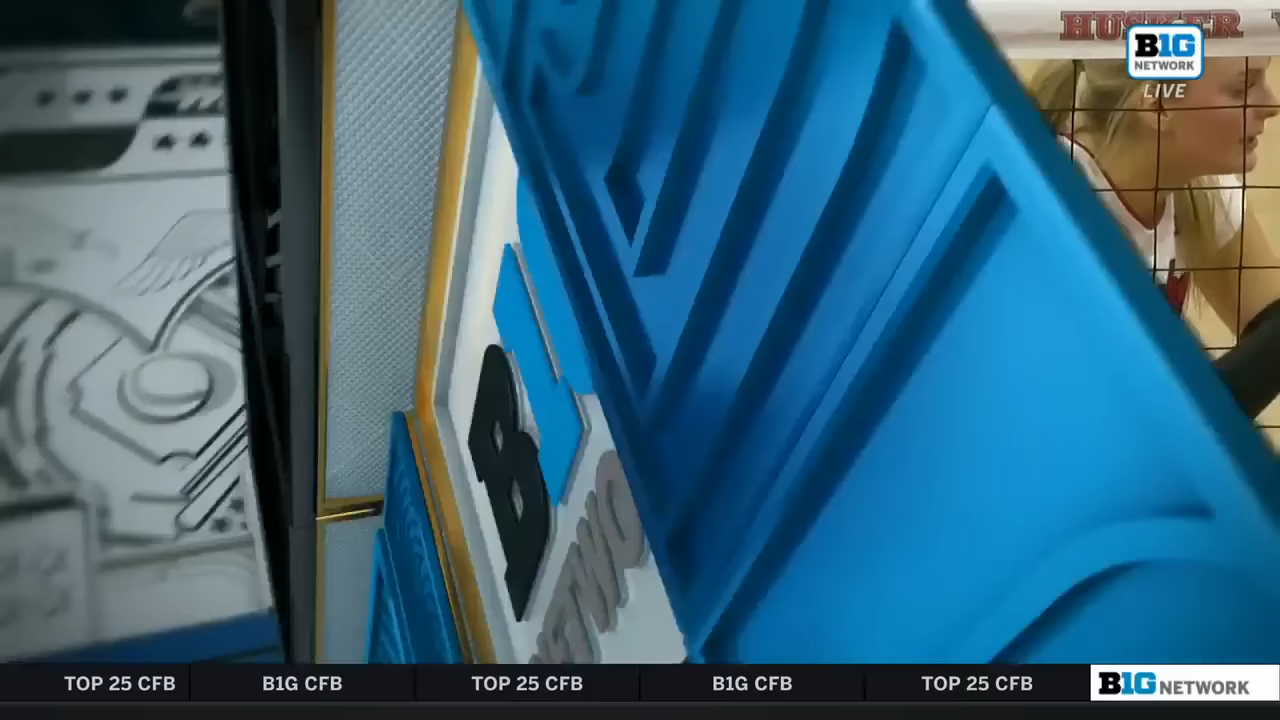 HUSKER
B1G
NETWORK
LIVE
B1G
TOP 25 CFB
B1G CFB
TOP 25 CFB
B1G CFB
TOP 25 CFB
B1G NETWORK